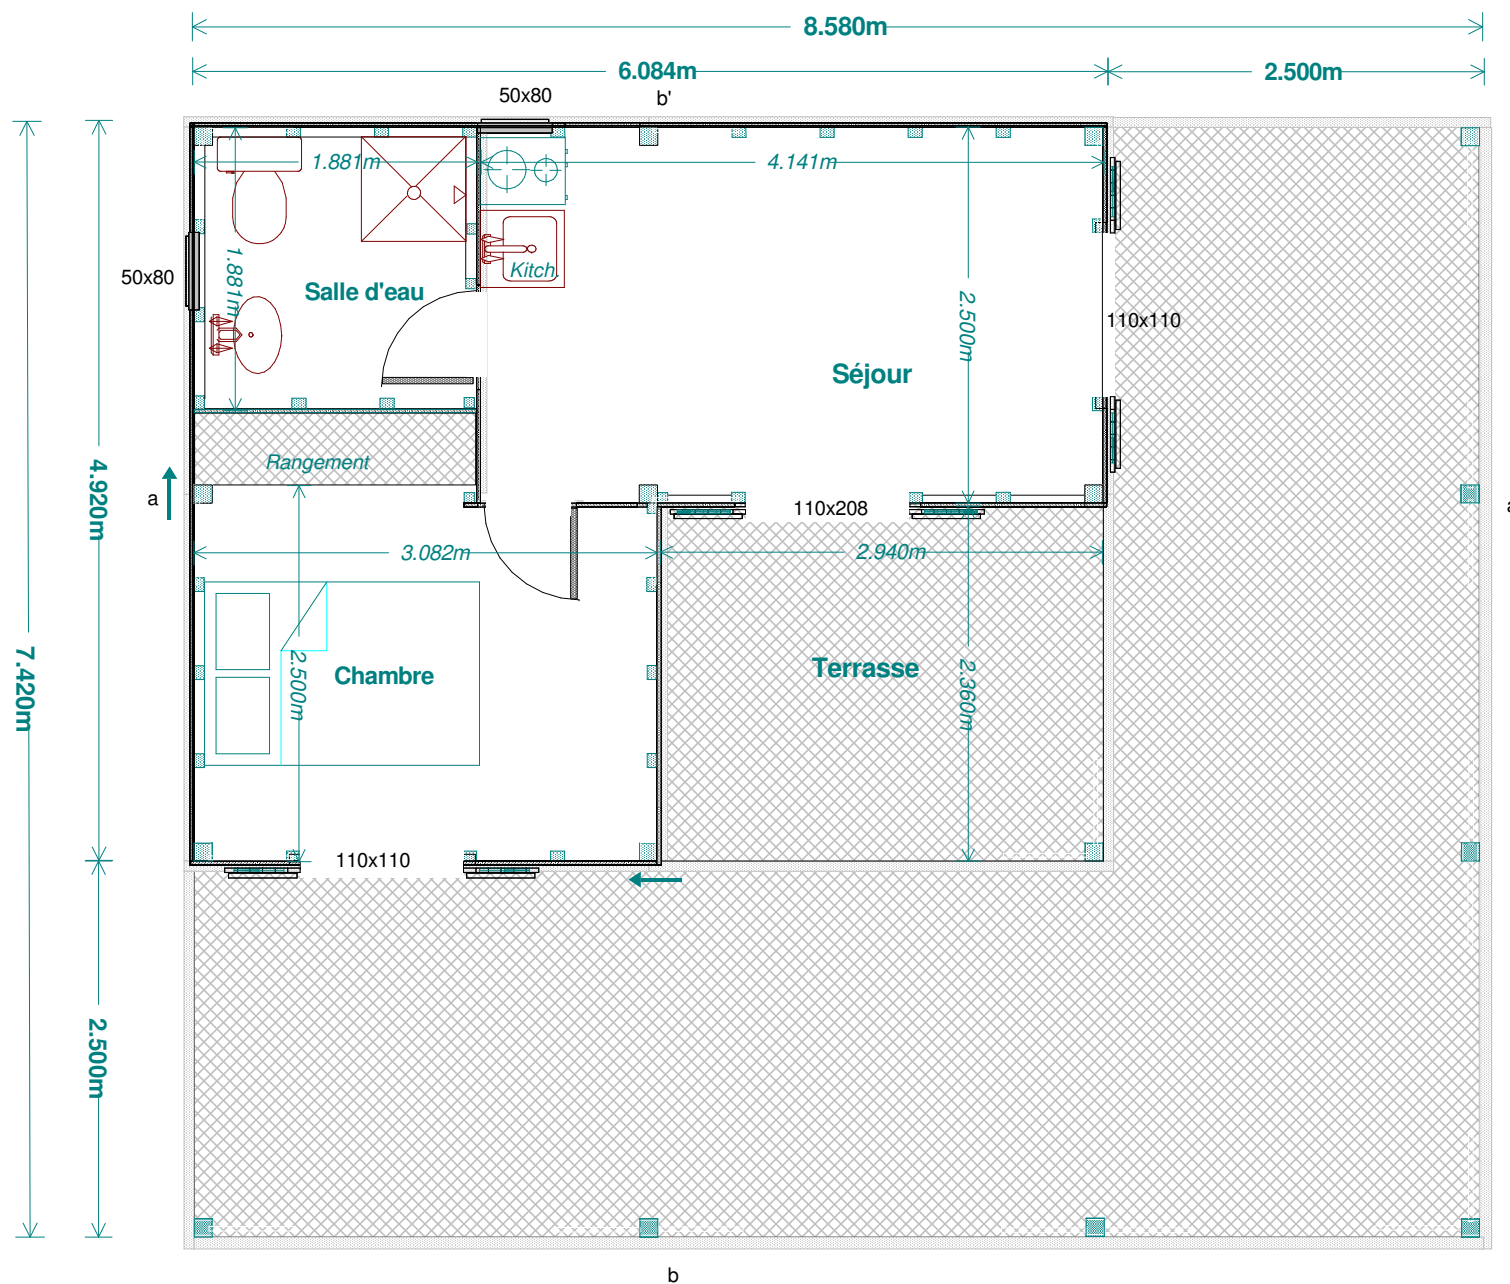 8.580m
6.084m
2.500m
50x80
b'
1.881m
4.141m
50x80
1.881m
Salle d'eau
Kitch.
2.500m
110x110
Séjour
Rangement
a
4.920m
110x208
3.082m
2.940m
7.420m
2.500m
Chambre
Terrasse
2.360m
110x110
2.500m
b